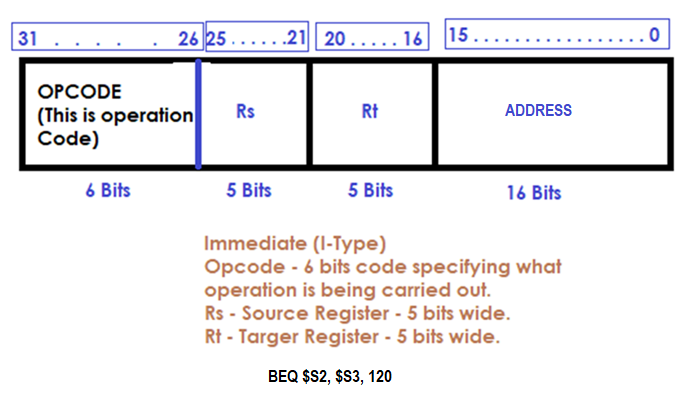 31 . . . . . 26 25 . . . . . . 21 20 . . . . . 16 15 . . . . . . . . . . . . . . . . . 0
OPCODE
(This is operation
Code)
Rs
Rt
ADDRESS
6 Bits 5 Bits 5 Bits 16 Bits
Immediate (I-Type)
Opcode - 6 bits code specifying what
operation is being carried out.
Rs - Source Register - 5 bits wide.
Rt - Targer Register - 5 bits wide.
BEQ $S2, $S3, 120